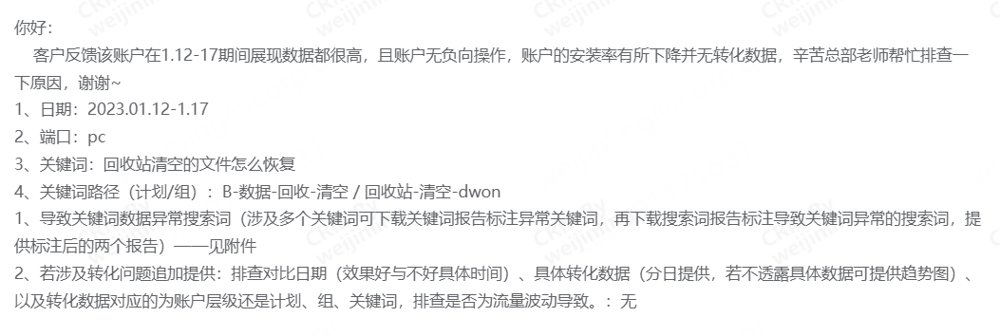 你好：
客户反馈该账户在1.12-17期间展现数据都很高，且账户无负向操作，账户的安装率有所下降并无转化数据，辛苦总部老师帮忙排查一
下原因，谢谢~
1、日期：2023.01.12-1.17
2、端口：pc
3、关键词：回收站清空的文件怎么恢复
4、关键词路径（计划/组）：B-数据-回收-清空 / 回收站-清空-dwon
1、导致关键词数据异常搜索词（涉及多个关键词可下载关键词报告标注异常关键词，再下载搜索词报告标注导致关键词异常的搜索词，提
供标注后的两个报告）——见附件
2、若涉及转化问题追加提供：排查对比日期（效果好与不好具体时间）、具体转化数据（分日提供，若不透露具体数据可提供趋势图）、
以及转化数据对应的为账户层级还是计划、组、关键词，排查是否为流量波动导致。：无